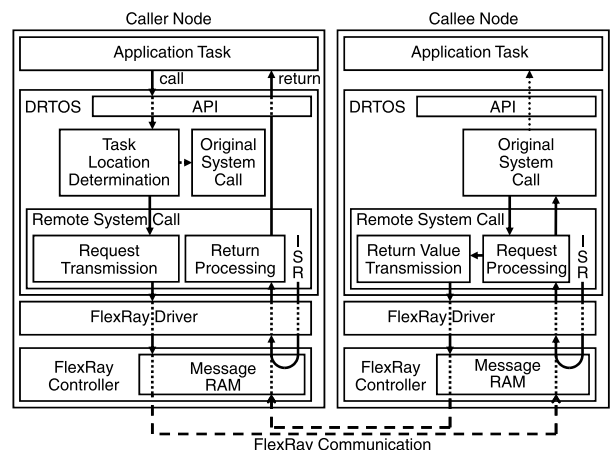 Caller Node
Application Task
call
return
DRTOS
API
Task
Location
Determination
Original
System
Call
Remote System Call
Request
Transmission
Return
Processing
I
S
R
FlexRay Driver
FlexRay
Controller
Message
RAM
Callee Node
Application Task
DRTOS
API
Original
System
Call
Remote System Call
Return Value
Transmission
Request
Processing
I
S
R
FlexRay Driver
FlexRay
Controller
Message
RAM
FlexRay Communication